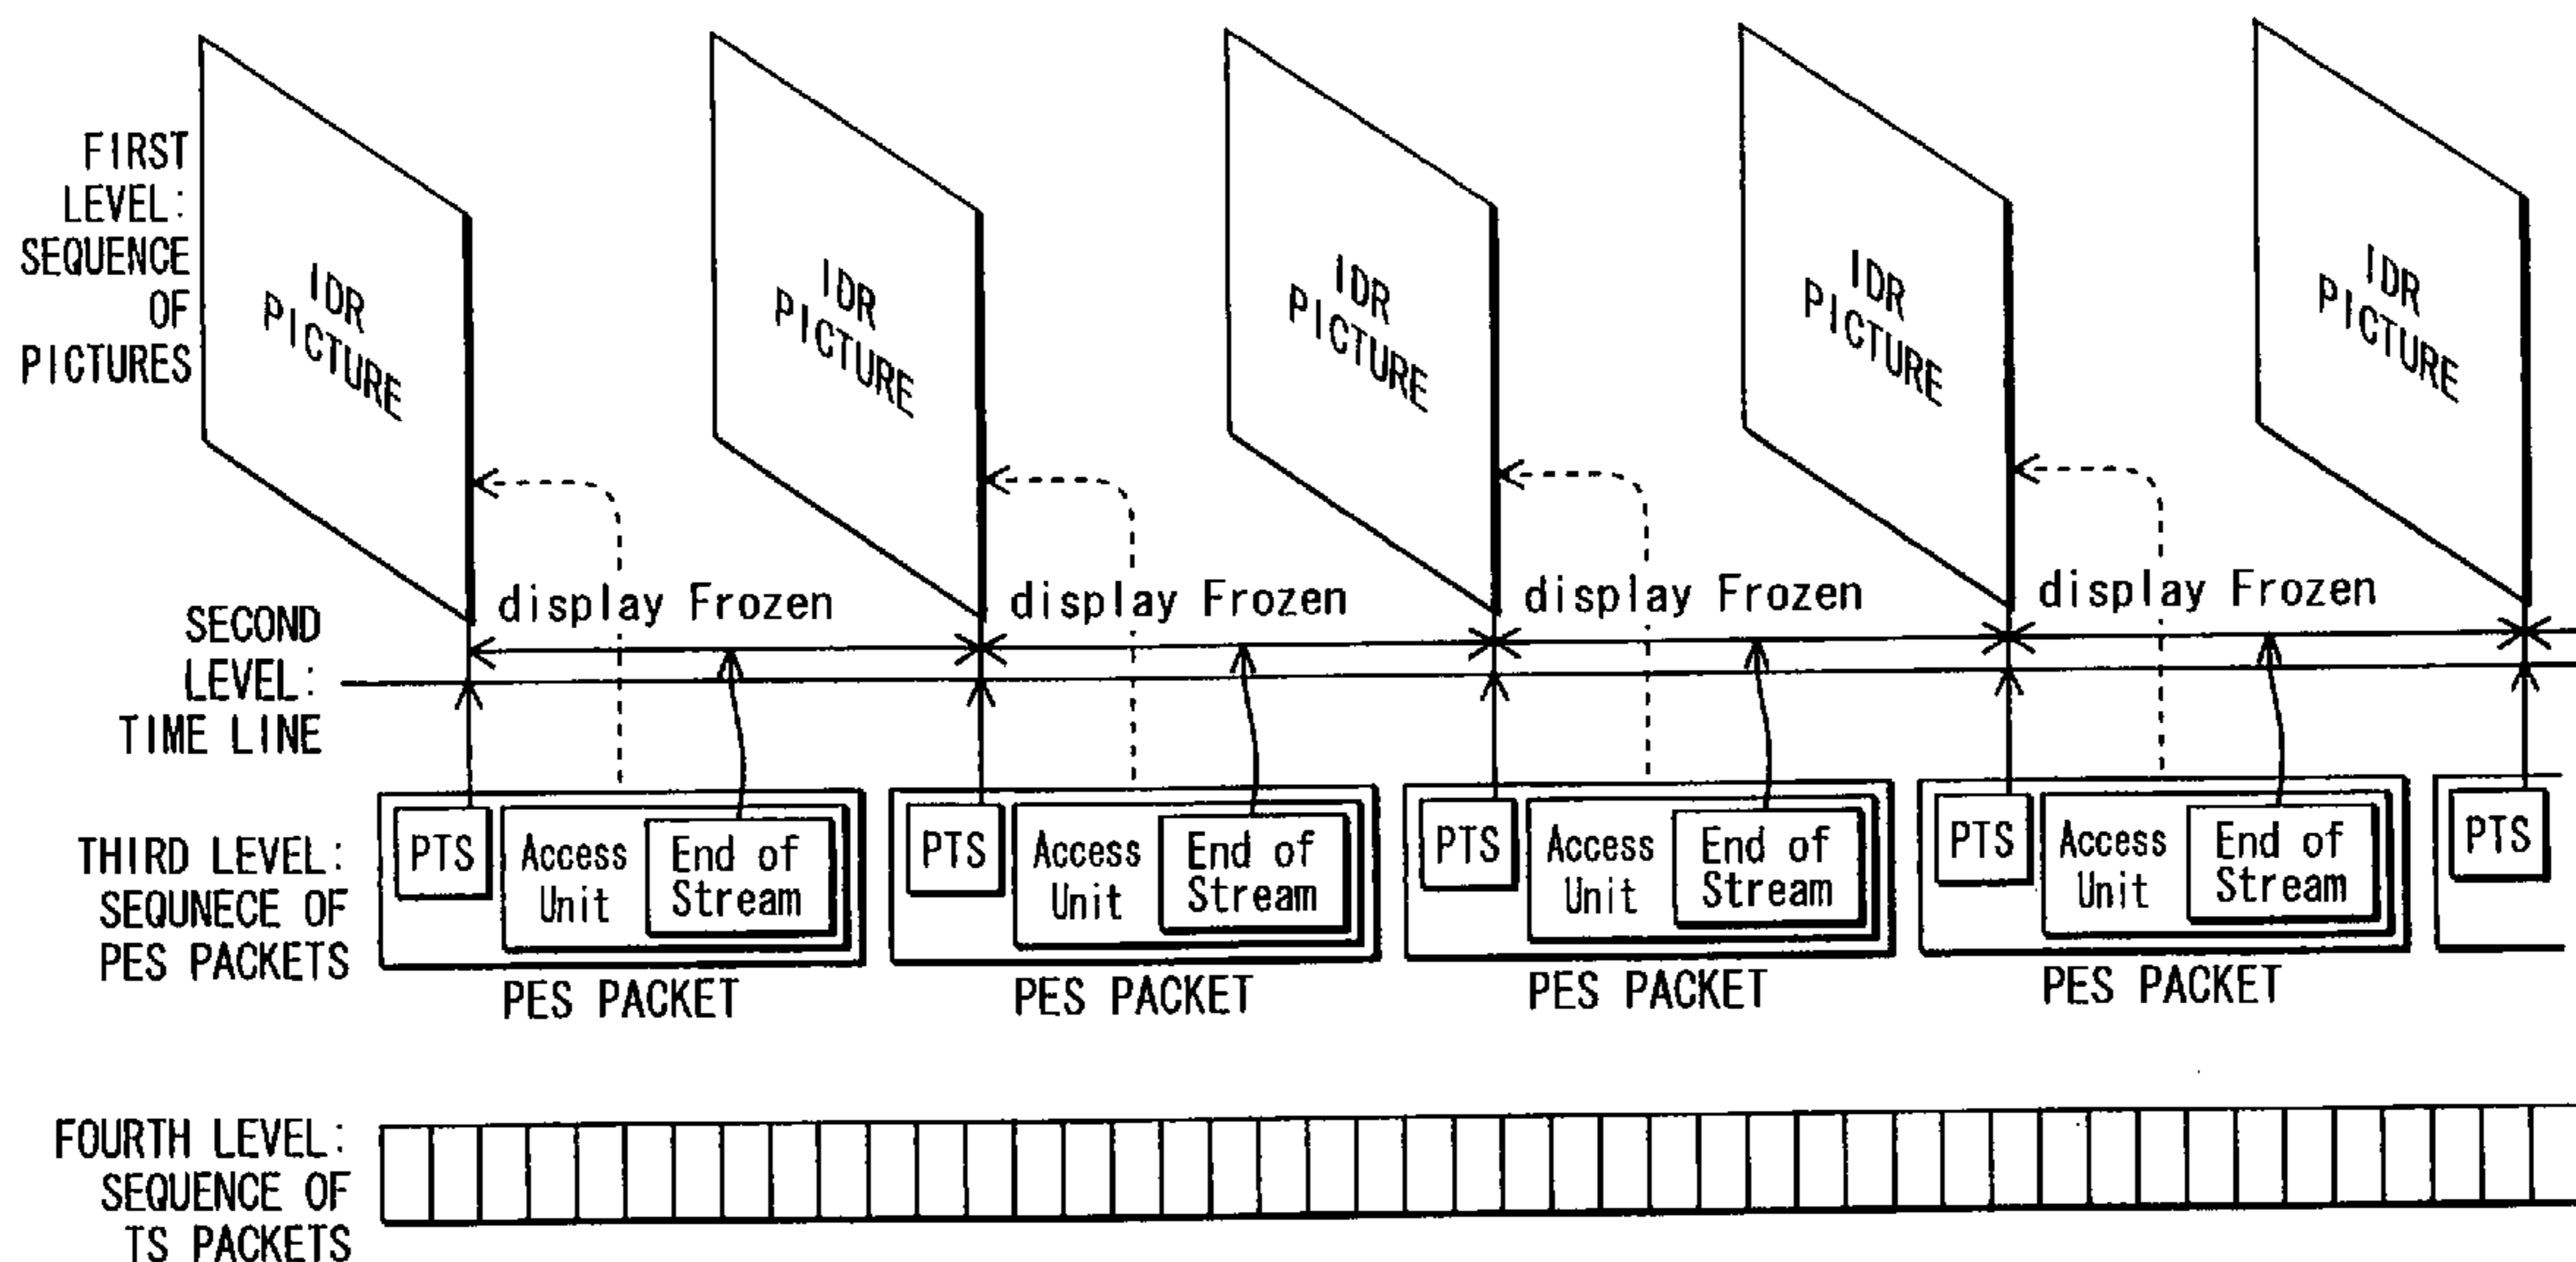 FIRST
LEVEL:
SEQUENCE
OF
PICTURES
IDR
PICTURE
IDR
PICTURE
IDR
PICTURE
IDR
PICTURE
IDR
PICTURE
SECOND
LEVEL:
TIME LINE
display Frozen
display Frozen
display Frozen
display Frozen
THIRD LEVEL:
SEQUNECE OF
PES PACKETS
PTS
Access
Unit
End of
Stream
PES PACKET
PTS
Access
Unit
End of
Stream
PES PACKET
PTS
Access
Unit
End of
Stream
PES PACKET
PTS
Access
Unit
End of
Stream
PES PACKET
PTS
FOURTH LEVEL:
SEQUENCE OF
TS PACKETS